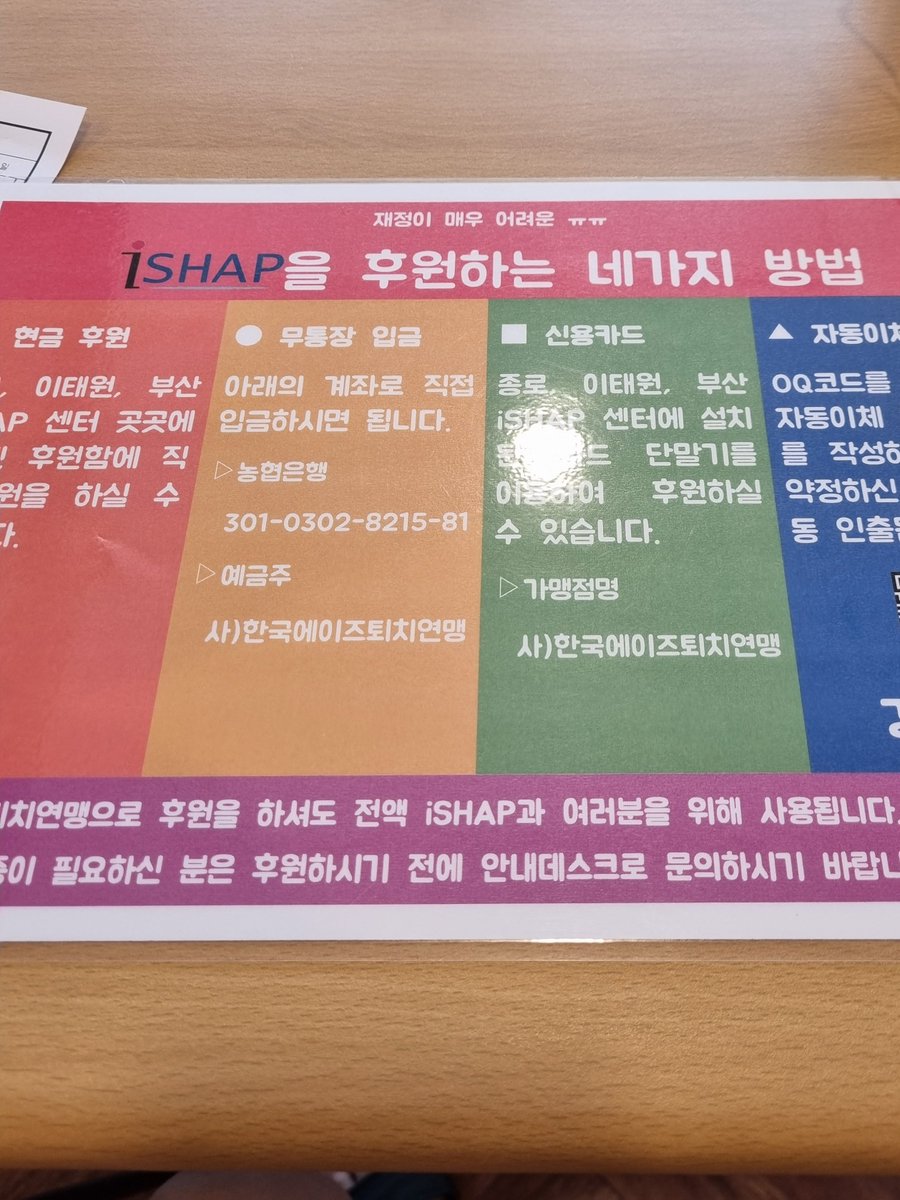 일
재정이 매우 어려운 ㅠㅠ
iSHAP을 후원하는 네가지 방법
현금 후원
이태원, 부산
센터 곳곳에
후원함에 직
하실 수
● 무통장 입금
아래의 계좌로 직접
입금하시면 됩니다.
▷농협은행
301-0302-8215-81
▷예금주
사)한국에이즈퇴치연맹
■ 신용카드
종로 이태원, 부산
iSHAP 센터에 설치
단말기를
이용하여 후원하실
수 있습니다.
▷가맹점명
사)한국에이즈퇴치연맹
▲ 자동이체
OQ코드를
자동이체
를 작성하
약정하신
동 인출
퇴치연맹으로 후원을 하셔도 전액 iSHAP과 여러분을 위해 사용됩니다.
필요하신 분은 후원하시기 전에 안내데스크로 문의하시기 바랍니